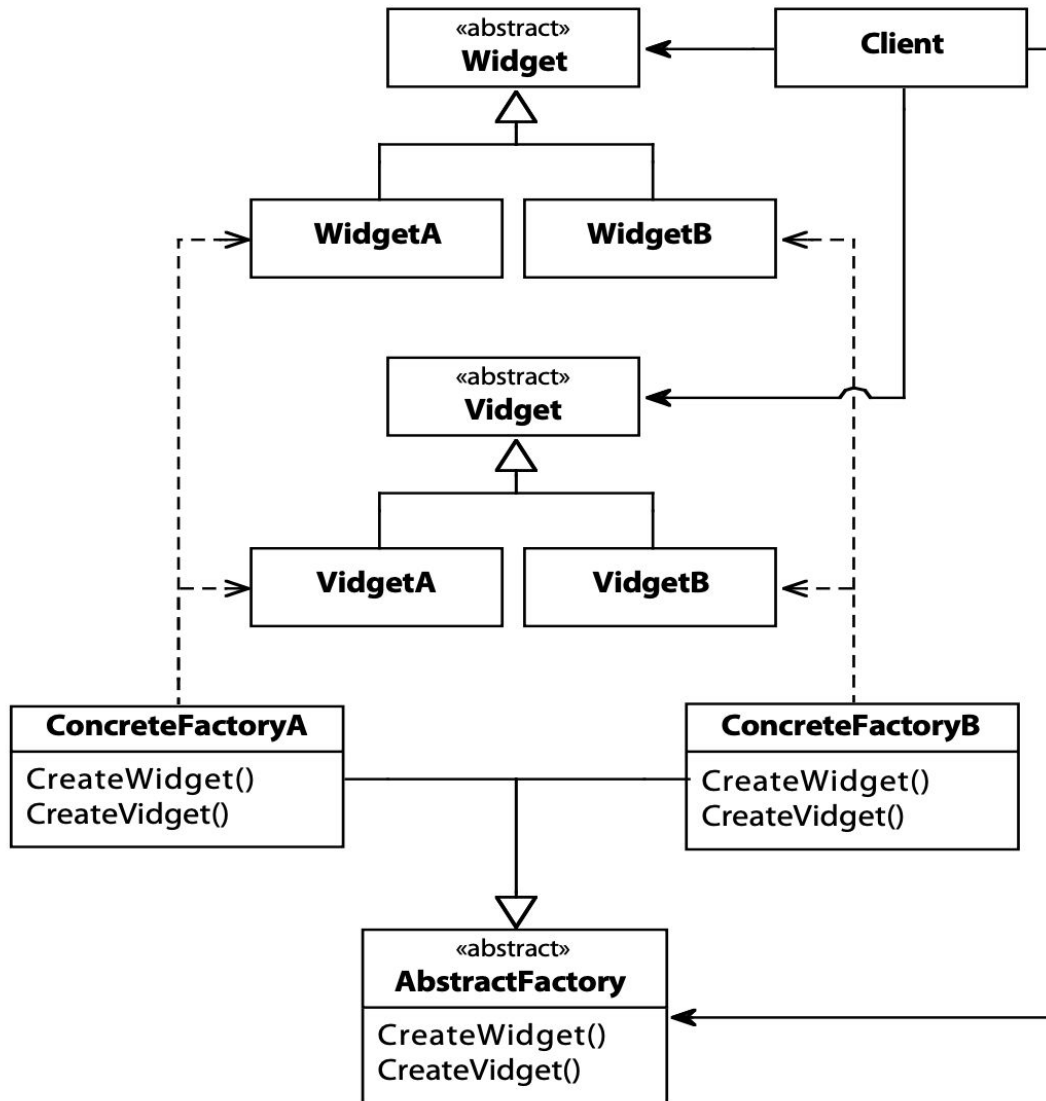 «abstract»
Widget
Client
WidgetA
WidgetB
«abstract»
Vidget
VidgetA
VidgetB
ConcreteFactoryA
CreateWidget()
CreateVidget()
ConcreteFactoryB
CreateWidget()
CreateVidget()
«abstract»
AbstractFactory
CreateWidget()
CreateVidget()